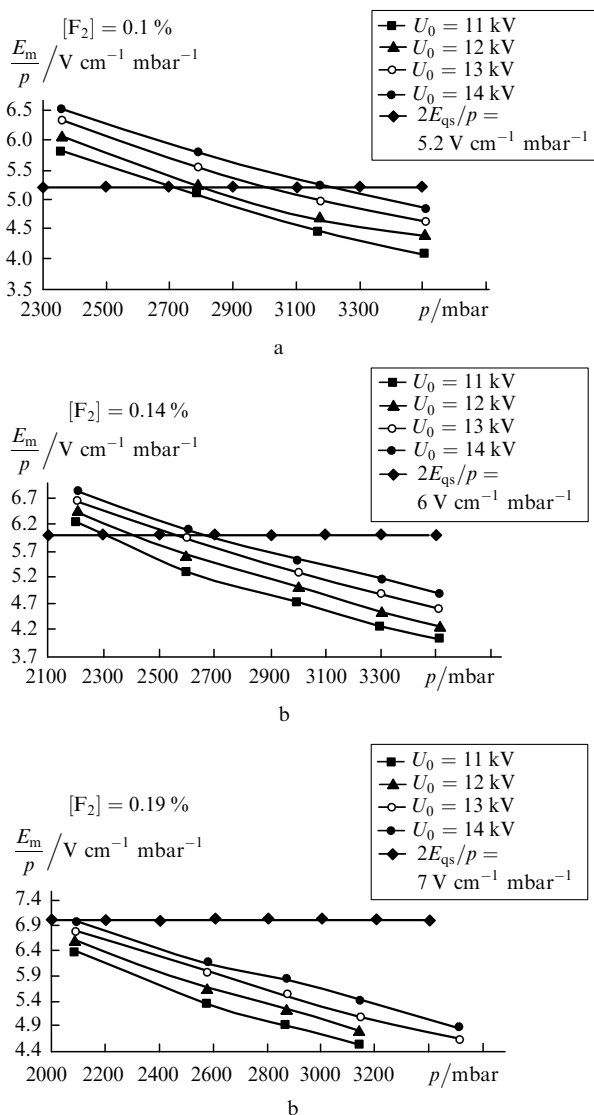 [F₂] = 0.1 %
E_m/p / V cm⁻¹ mbar⁻¹
U₀ = 11 kV
U₀ = 12 kV
U₀ = 13 kV
U₀ = 14 kV
2E_qs/p =
5.2 V cm⁻¹ mbar⁻¹
6.5
6.0
5.5
5.0
4.5
4.0
3.5
2300 2500 2700 2900 3100 3300 p/mbar
a
[F₂] = 0.14 %
E_m/p / V cm⁻¹ mbar⁻¹
U₀ = 11 kV
U₀ = 12 kV
U₀ = 13 kV
U₀ = 14 kV
2E_qs/p =
6 V cm⁻¹ mbar⁻¹
6.7
6.2
5.7
5.2
4.7
4.2
3.7
2100 2300 2500 2700 2900 3100 3300 p/mbar
b
[F₂] = 0.19 %
E_m/p / V cm⁻¹ mbar⁻¹
U₀ = 11 kV
U₀ = 12 kV
U₀ = 13 kV
U₀ = 14 kV
2E_qs/p =
7 V cm⁻¹ mbar⁻¹
7.4
6.9
6.4
5.9
5.4
4.9
4.4
2000 2200 2400 2600 2800 3000 3200 p/mbar
b